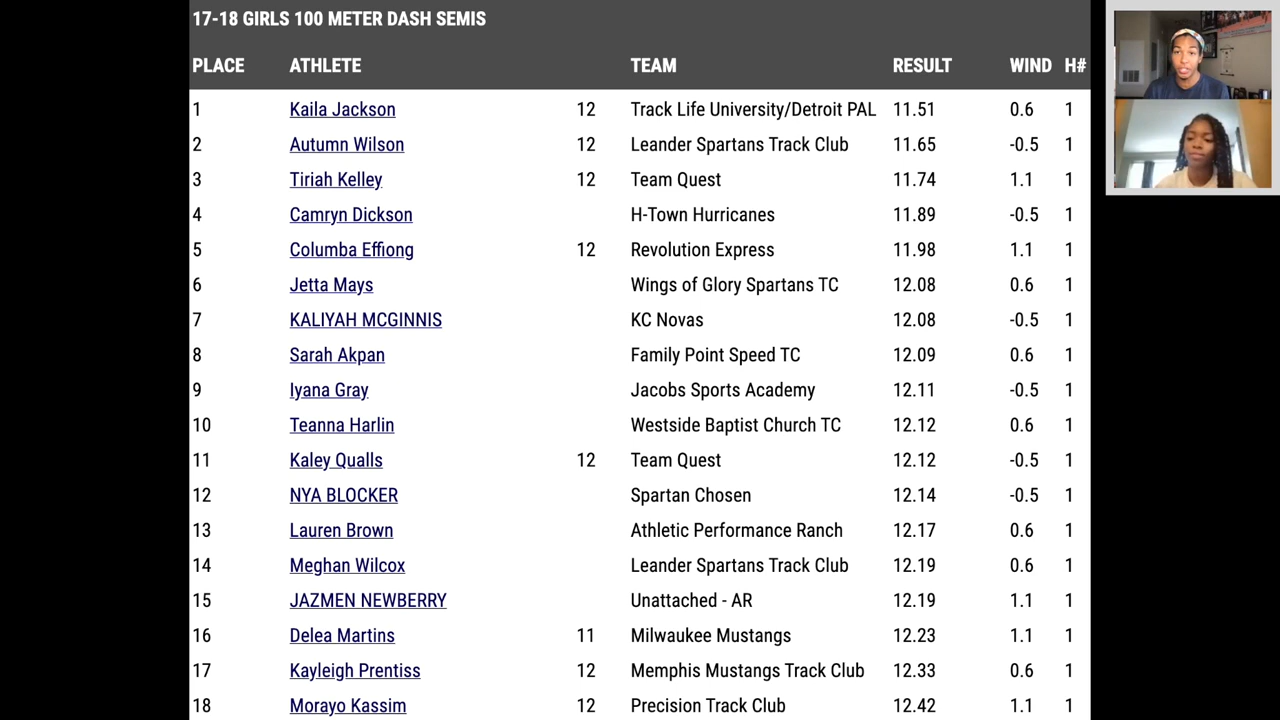 17-18 GIRLS 100 METER DASH SEMIS
PLACE ATHLETE TEAM RESULT WIND H#
1 Kaila Jackson 12 Track Life University/Detroit PAL 11.51 0.6 1
2 Autumn Wilson 12 Leander Spartans Track Club 11.65 -0.5 1
3 Tiriah Kelley 12 Team Quest 11.74 1.1 1
4 Camryn Dickson H-Town Hurricanes 11.89 -0.5 1
5 Columba Effiong 12 Revolution Express 11.98 1.1 1
6 Jetta Mays Wings of Glory Spartans TC 12.08 0.6 1
7 KALIYAH MCGINNIS KC Novas 12.08 -0.5 1
8 Sarah Akpan Family Point Speed TC 12.09 0.6 1
9 Iyana Gray Jacobs Sports Academy 12.11 -0.5 1
10 Teanna Harlin Westside Baptist Church TC 12.12 0.6 1
11 Kaley Qualls 12 Team Quest 12.12 -0.5 1
12 NYA BLOCKER Spartan Chosen 12.14 -0.5 1
13 Lauren Brown Athletic Performance Ranch 12.17 0.6 1
14 Meghan Wilcox Leander Spartans Track Club 12.19 0.6 1
15 JAZMEN NEWBERRY Unattached - AR 12.19 1.1 1
16 Delea Martins 11 Milwaukee Mustangs 12.23 1.1 1
17 Kayleigh Prentiss 12 Memphis Mustangs Track Club 12.33 0.6 1
18 Morayo Kassim 12 Precision Track Club 12.42 1.1 1